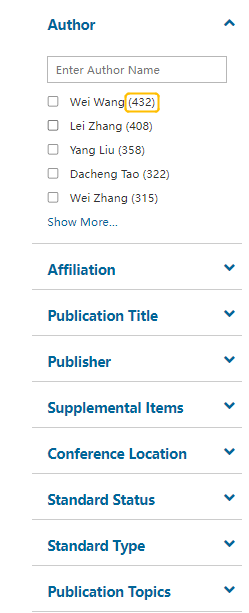 Author
Enter Author Name
Wei Wang (432)
Lei Zhang (408)
Yang Liu (358)
Dacheng Tao (322)
Wei Zhang (315)
Show More...
Affiliation
Publication Title
Publisher
Supplemental Items
Conference Location
Standard Status
Standard Type
Publication Topics